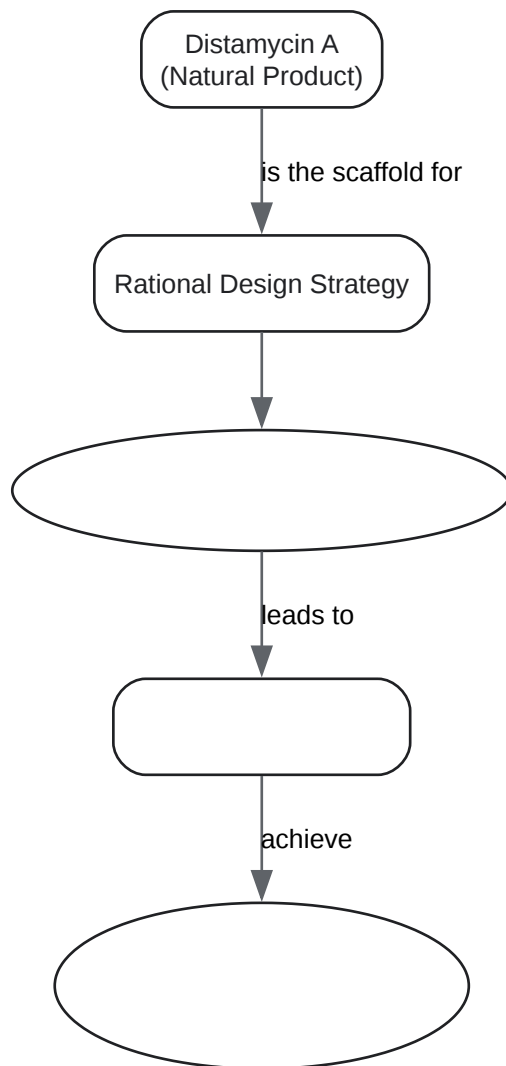 Distamycin A
(Natural Product)
is the scaffold for
Rational Design Strategy
leads to
achieve